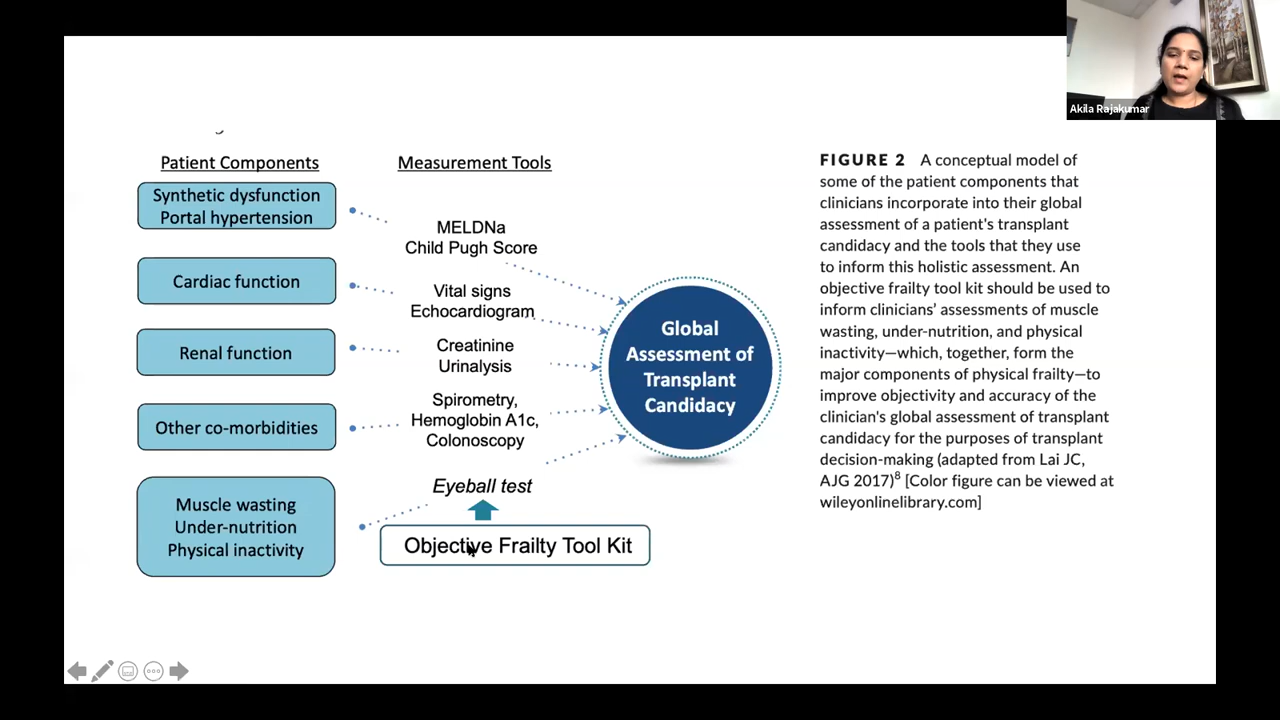 Akila Rajakumar
Patient Components
Measurement Tools
Synthetic dysfunction
Portal hypertension
MELDNa
Child Pugh Score
Cardiac function
Vital signs
Echocardiogram
Renal function
Creatinine
Urinalysis
Other co-morbidities
Spirometry,
Hemoglobin A1c,
Colonoscopy
Muscle wasting
Under-nutrition
Physical inactivity
Eyeball test
Objective Frailty Tool Kit
Global
Assessment of
Transplant
Candidacy
FIGURE 2 A conceptual model of
some of the patient components that
clinicians incorporate into their global
assessment of a patient's transplant
candidacy and the tools that they use
to inform this holistic assessment. An
objective frailty tool kit should be used to
inform clinicians' assessments of muscle
wasting, under-nutrition, and physical
inactivity—which, together, form the
major components of physical frailty—to
improve objectivity and accuracy of the
clinician's global assessment of transplant
candidacy for the purposes of transplant
decision-making (adapted from Lai JC,
AJG 2017)⁸ [Color figure can be viewed at
wileyonlinelibrary.com]